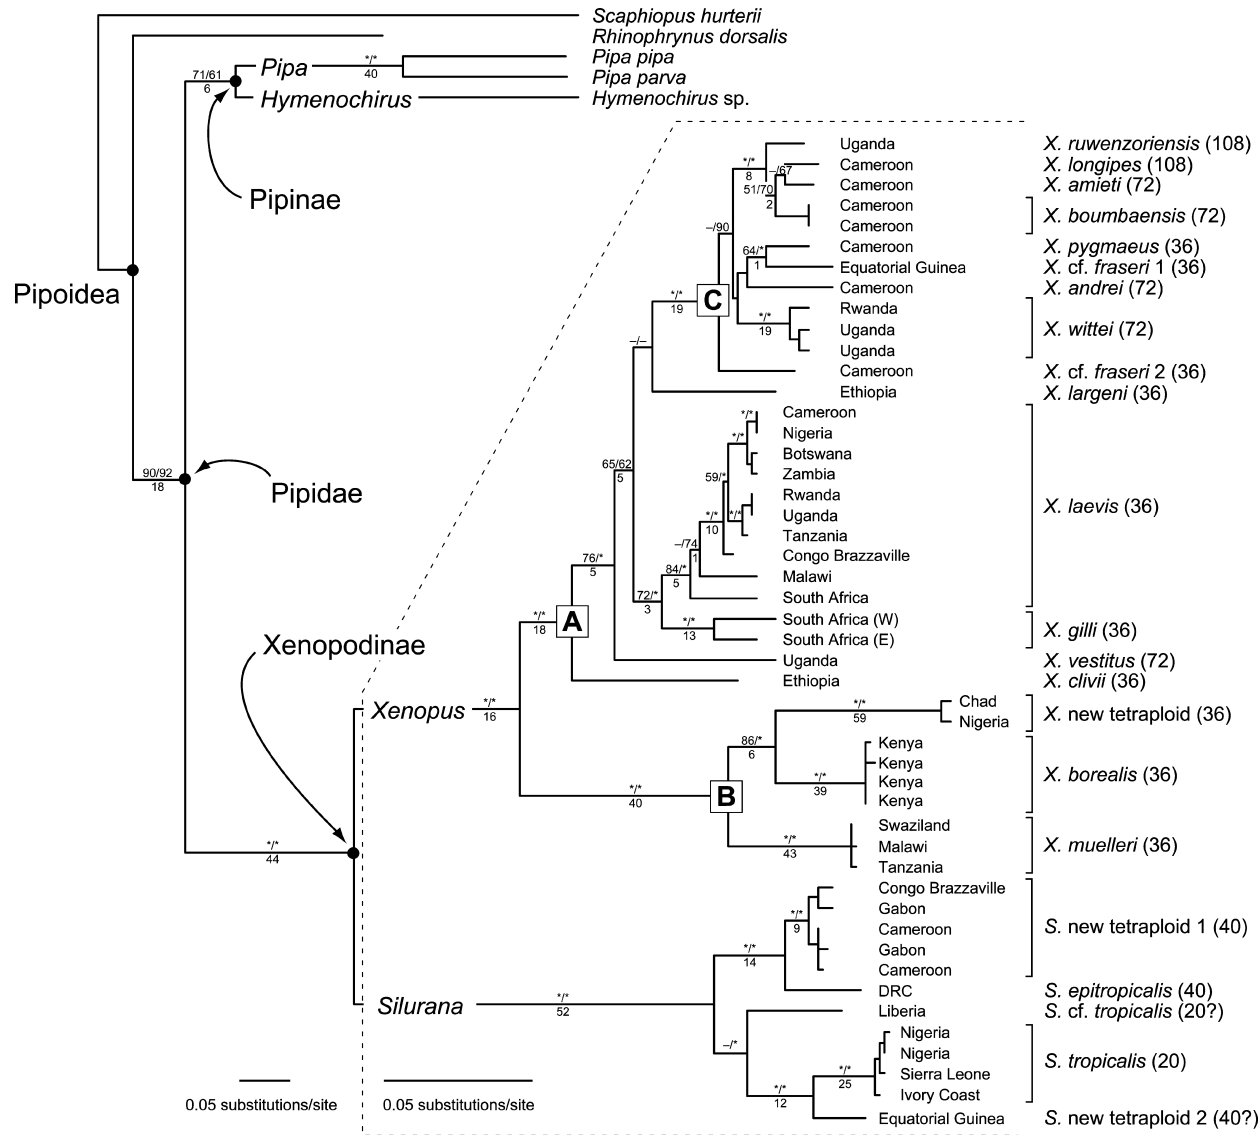 Scaphiopus hurterii
Rhinophrynus dorsalis
Pipa pipa
Pipa
*/*
40
Pipa parva
71/61
6
Hymenochirus
Hymenochirus sp.
Pipinae
Pipoidea
90/92
18
Pipidae
Xenopodinae
*/*
44
Uganda
X. ruwenzoriensis (108)
*/*
8
Cameroon
X. longipes (108)
–/67
Cameroon
X. amieti (72)
51/70
2
Cameroon
Cameroon
X. boumbaensis (72)
–/90
Cameroon
X. pygmaeus (36)
64/*
1
Equatorial Guinea
X. cf. fraseri 1 (36)
Cameroon
X. andrei (72)
*/*
19
C
Rwanda
Uganda
Uganda
X. wittei (72)
*/*
19
–/–
Cameroon
X. cf. fraseri 2 (36)
Ethiopia
X. largeni (36)
*/*
Cameroon
Nigeria
*/*
Botswana
Zambia
65/62
5
59/*
Rwanda
Uganda
*/*
Tanzania
*/*
10
Congo Brazzaville
X. laevis (36)
–/74
1
Malawi
76/*
5
84/*
5
South Africa
72/*
3
South Africa (W)
South Africa (E)
*/*
13
X. gilli (36)
*/*
18
A
Uganda
X. vestitus (72)
Ethiopia
X. clivii (36)
Xenopus
*/*
16
*/*
59
Chad
Nigeria
X. new tetraploid (36)
86/*
6
Kenya
Kenya
Kenya
Kenya
*/*
39
X. borealis (36)
*/*
40
B
Swaziland
Malawi
Tanzania
*/*
43
X. muelleri (36)
Congo Brazzaville
Gabon
Cameroon
Gabon
Cameroon
*/*
9
S. new tetraploid 1 (40)
*/*
14
DRC
S. epitropicalis (40)
Silurana
*/*
52
Liberia
S. cf. tropicalis (20?)
–/*
Nigeria
Nigeria
Sierra Leone
Ivory Coast
*/*
25
S. tropicalis (20)
*/*
12
Equatorial Guinea
S. new tetraploid 2 (40?)
0.05 substitutions/site
0.05 substitutions/site